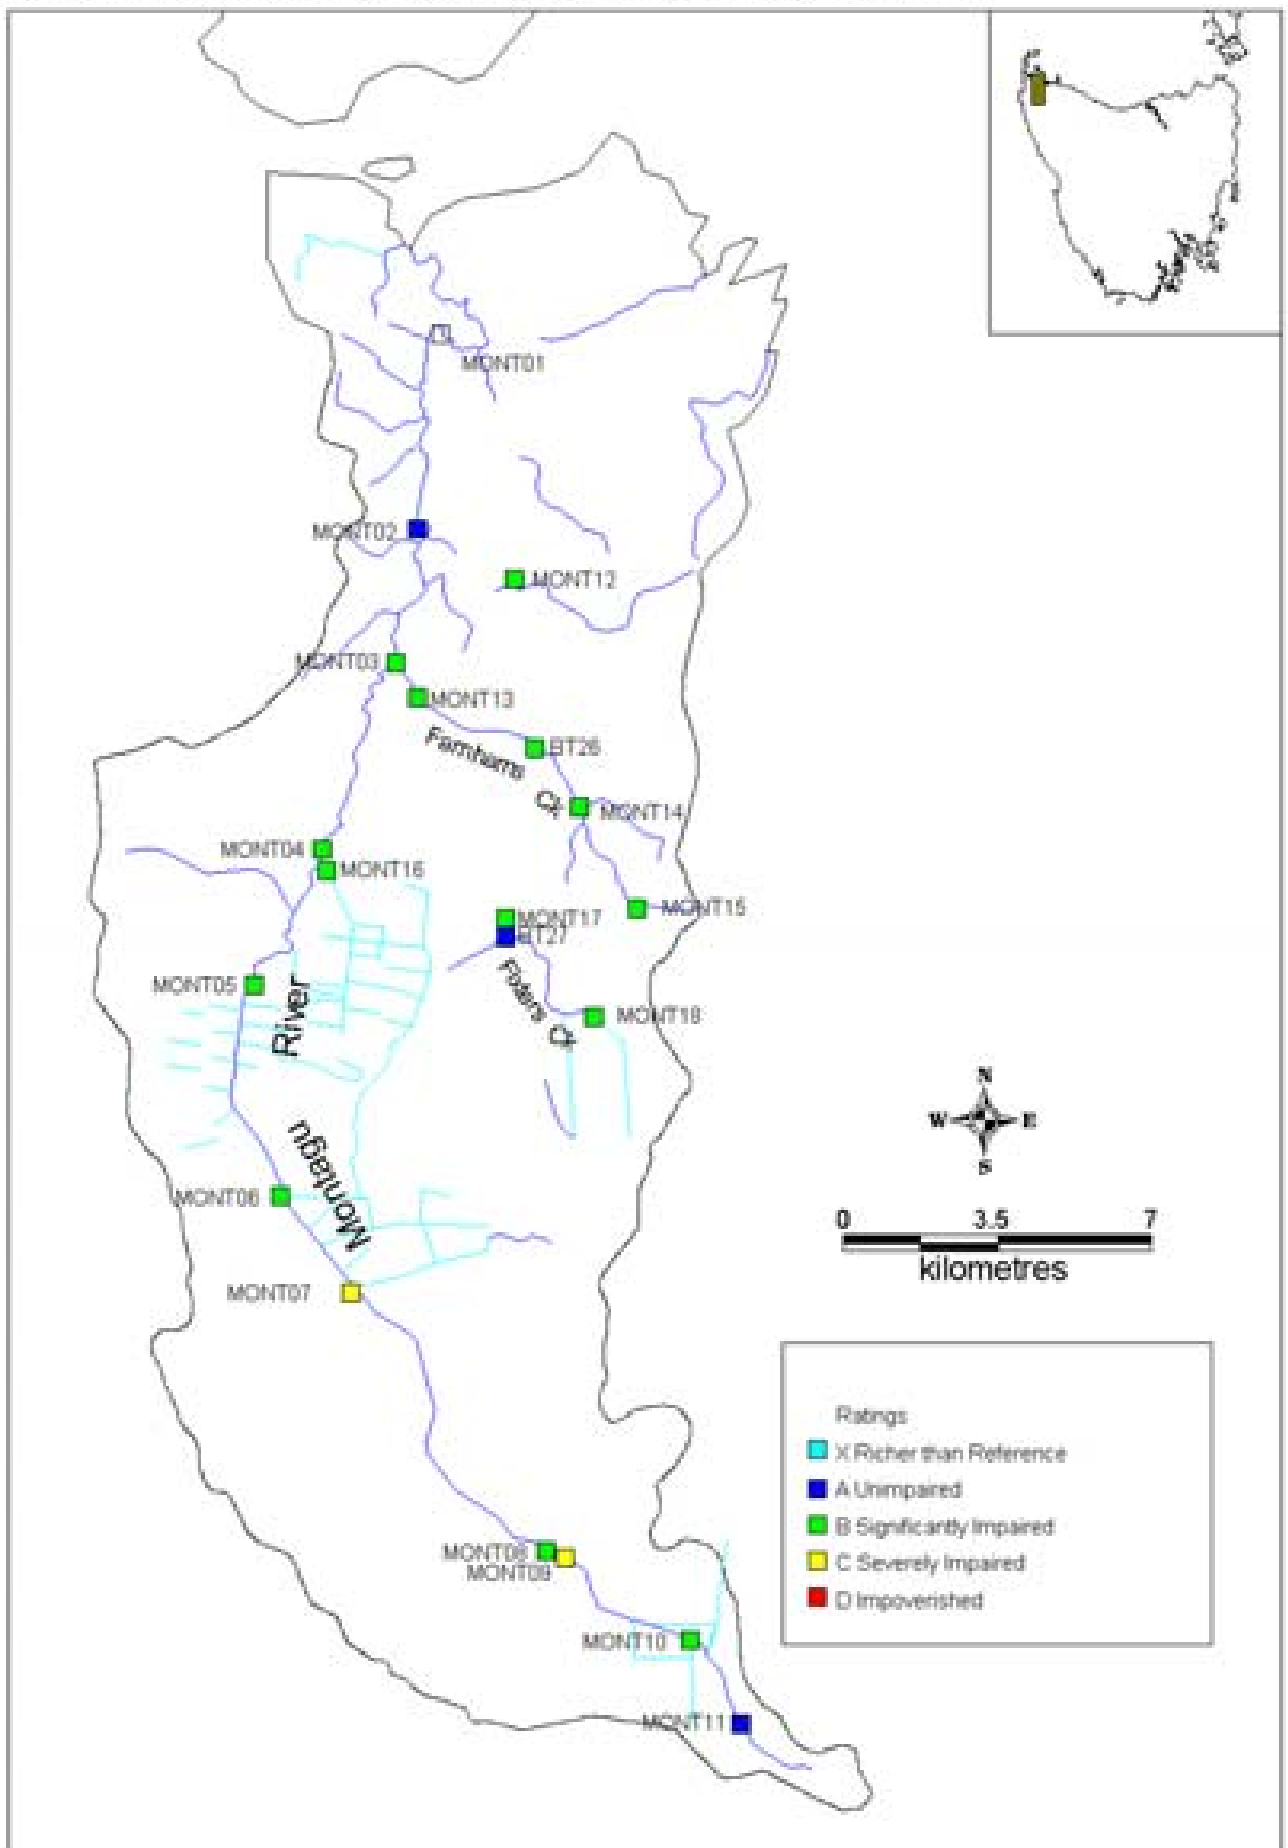 MONT01
MONT02
MONT12
MONT03
MONT13
BT26
Farnhams
Ck
MONT14
MONT04
MONT16
MONT17
MONT15
BT27
MONT05
River
Fixters
Ck
MONT18
N
W E
S
Montagu
MONT06
0 3.5 7
kilometres
MONT07
Ratings
X Richer than Reference
A Unimpaired
B Significantly Impaired
C Severely Impaired
D Impoverished
MONT08
MONT09
MONT10
MONT11